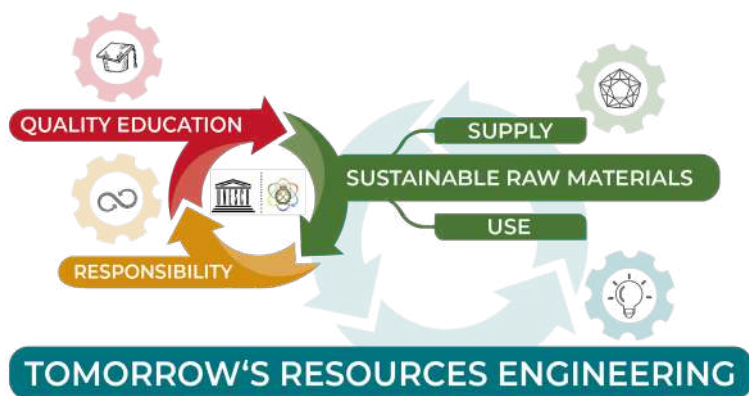 QUALITY EDUCATION
SUPPLY
SUSTAINABLE RAW MATERIALS
USE
RESPONSIBILITY
TOMORROW‘S RESOURCES ENGINEERING